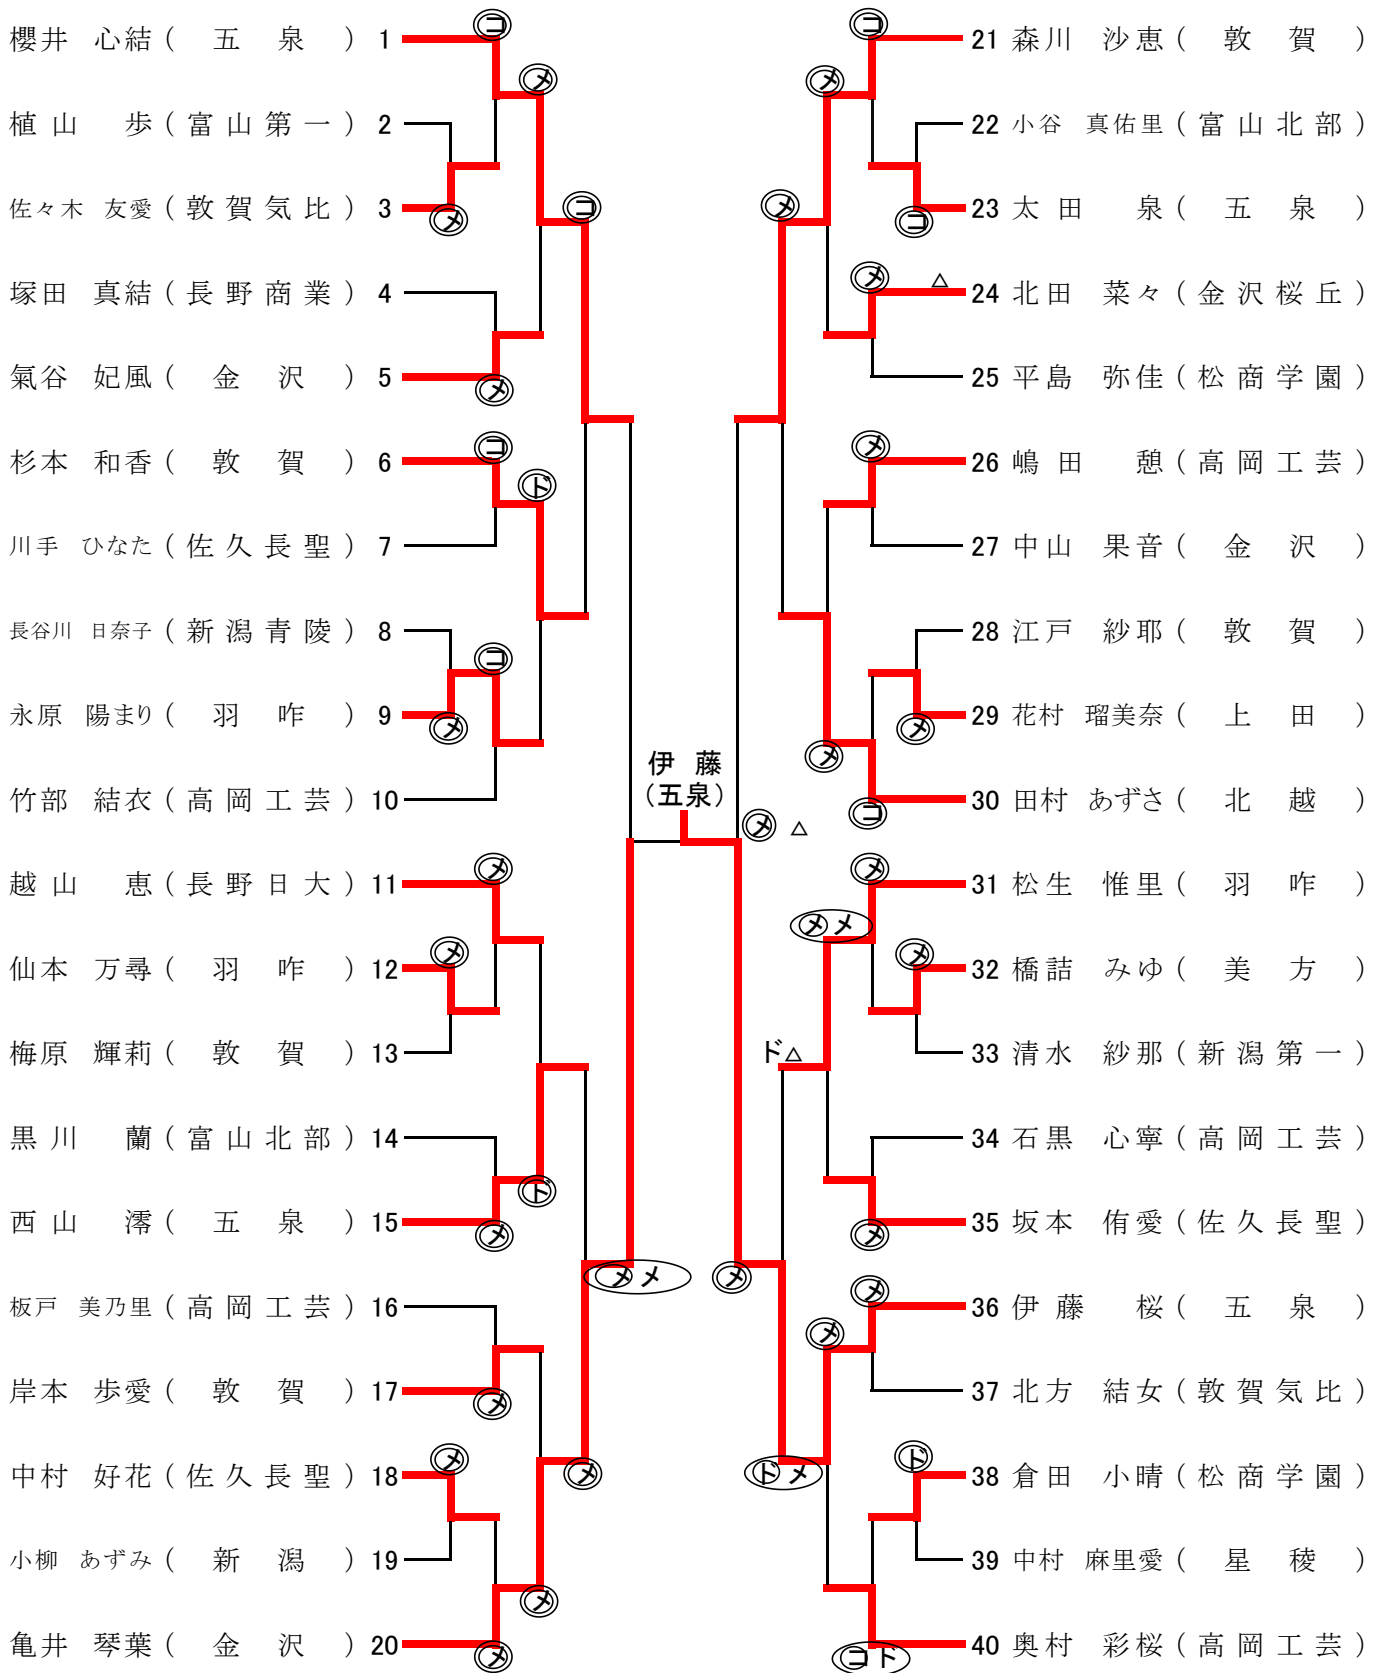 櫻井 心結 ( 五 泉 ) 1
植山 歩 ( 富山第一 ) 2
佐々木 友愛 ( 敦賀気比 ) 3
塚田 真結 ( 長野商業 ) 4
氣谷 妃風 ( 金 沢 ) 5
杉本 和香 ( 敦 賀 ) 6
川手 ひなた ( 佐久長聖 ) 7
長谷川 日奈子 ( 新潟青陵 ) 8
永原 陽まり ( 羽 咋 ) 9
竹部 結衣 ( 高岡工芸 ) 10
越山 恵 ( 長野日大 ) 11
仙本 万尋 ( 羽 咋 ) 12
梅原 輝莉 ( 敦 賀 ) 13
黒川 蘭 ( 富山北部 ) 14
西山 澪 ( 五 泉 ) 15
板戸 美乃里 ( 高岡工芸 ) 16
岸本 歩愛 ( 敦 賀 ) 17
中村 好花 ( 佐久長聖 ) 18
小柳 あずみ ( 新 潟 ) 19
亀井 琴葉 ( 金 沢 ) 20
コ
メ
メ
コ
メ
コ
ド
コ
メ
メ
メ
ド
メ
メ メ
メ
メ
メ
メ
メ
伊藤
(五泉)
メ △
コ
メ
コ
メ
メ △
メ
メ
メ
コ
メ
メ メ
メ
ド△
メ
メ
メ
メ
ド メ
ド
コ ド
21 森川 沙恵 ( 敦 賀 )
22 小谷 真佑里 ( 富山北部 )
23 太田 泉 ( 五 泉 )
24 北田 菜々 ( 金沢桜丘 )
25 平島 弥佳 ( 松商学園 )
26 嶋田 憩 ( 高岡工芸 )
27 中山 果音 ( 金 沢 )
28 江戸 紗耶 ( 敦 賀 )
29 花村 瑠美奈 ( 上 田 )
30 田村 あずさ ( 北 越 )
31 松生 惟里 ( 羽 咋 )
32 橋詰 みゆ ( 美 方 )
33 清水 紗那 ( 新潟第一 )
34 石黒 心寧 ( 高岡工芸 )
35 坂本 侑愛 ( 佐久長聖 )
36 伊藤 桜 ( 五 泉 )
37 北方 結女 ( 敦賀気比 )
38 倉田 小晴 ( 松商学園 )
39 中村 麻里愛 ( 星 稜 )
40 奥村 彩桜 ( 高岡工芸 )